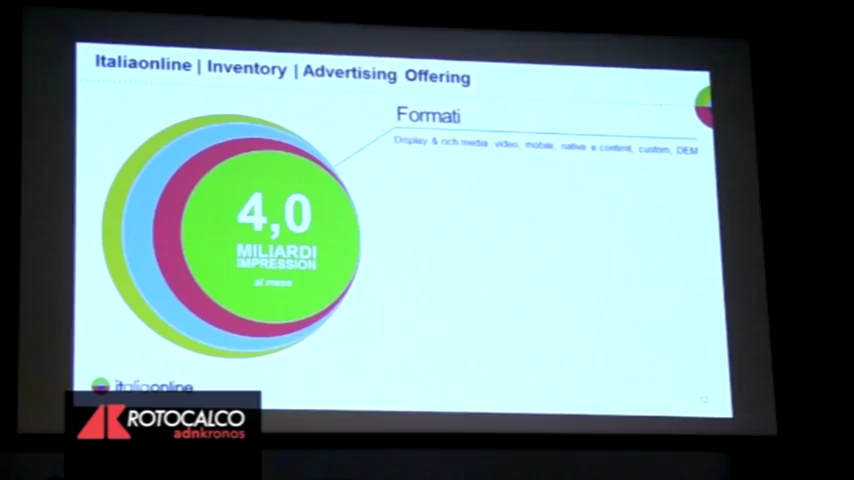 Italiaonline | Inventory | Advertising Offering
Formati
Display & rich media, video, mobile, native e content, custom, DEM
4,0
MILIARDI
IMPRESSION
al mese
12
italiaonline
ROTOCALCO
adnkronos